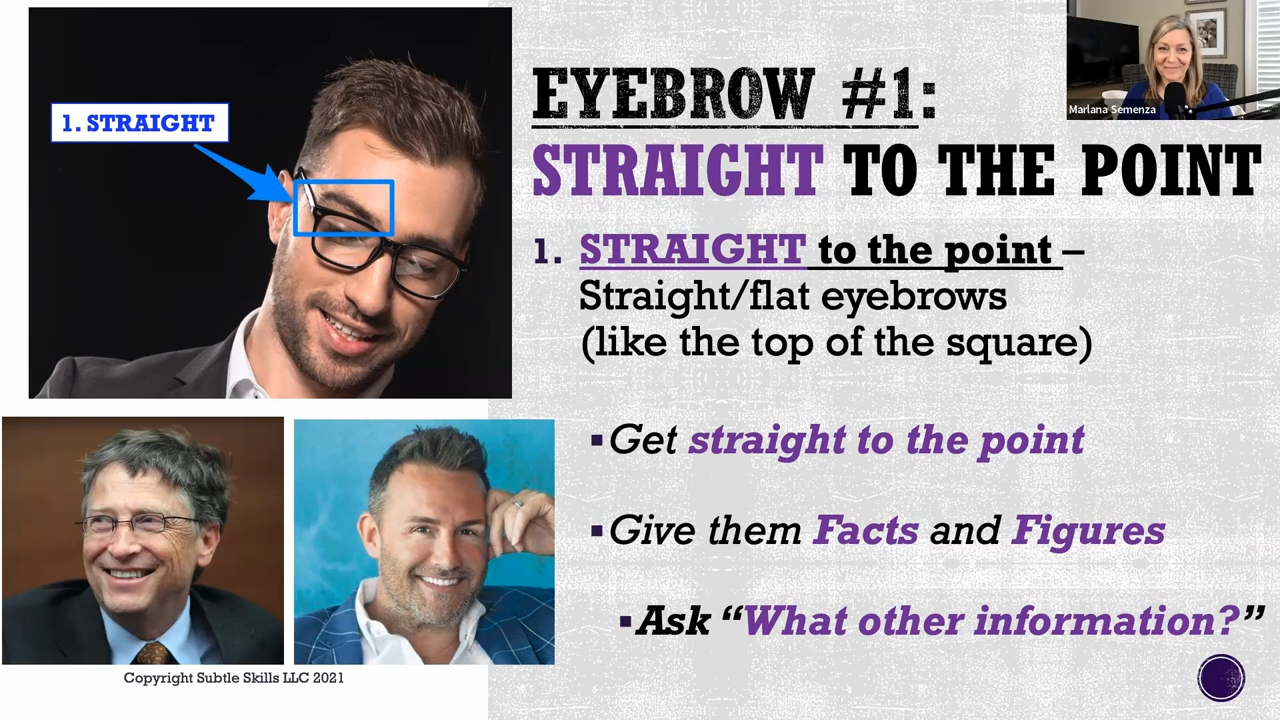 1. STRAIGHT
EYEBROW #1:
STRAIGHT TO THE POINT
Marlana Semenza
1. STRAIGHT to the point –
Straight/flat eyebrows
(like the top of the square)
▪Get straight to the point
▪Give them Facts and Figures
▪Ask “What other information?”
Copyright Subtle Skills LLC 2021